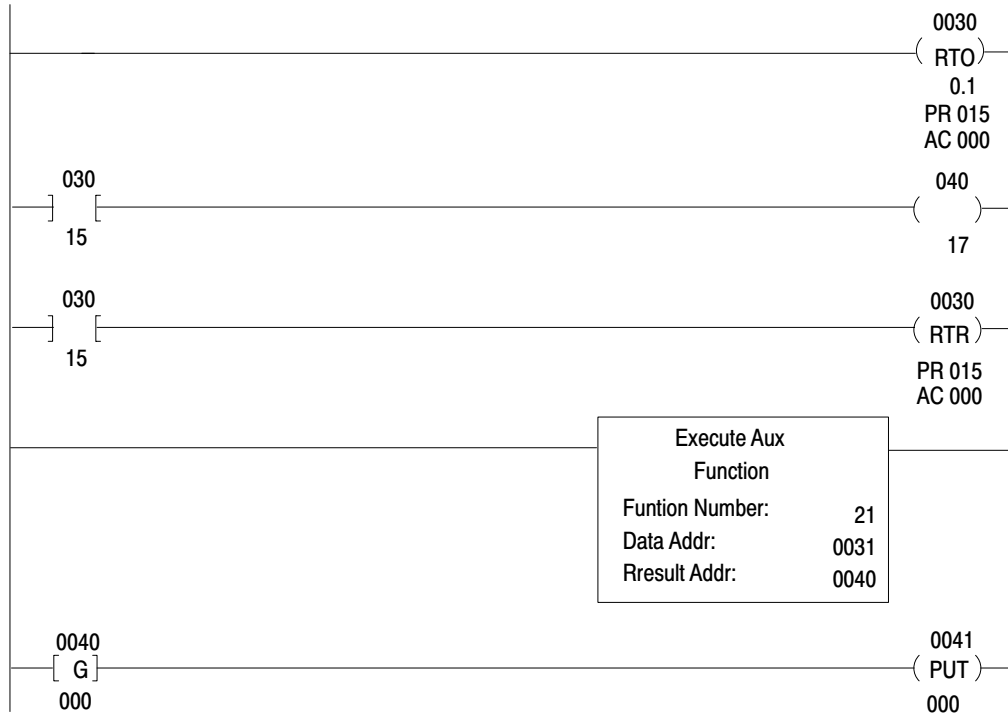 0030
RTO
0.1
PR 015
AC 000
030
040
15
17
030
0030
RTR
15
PR 015
AC 000
Execute Aux
Function
Funtion Number: 21
Data Addr: 0031
Rresult Addr: 0040
0040
0041
G
PUT
000
000